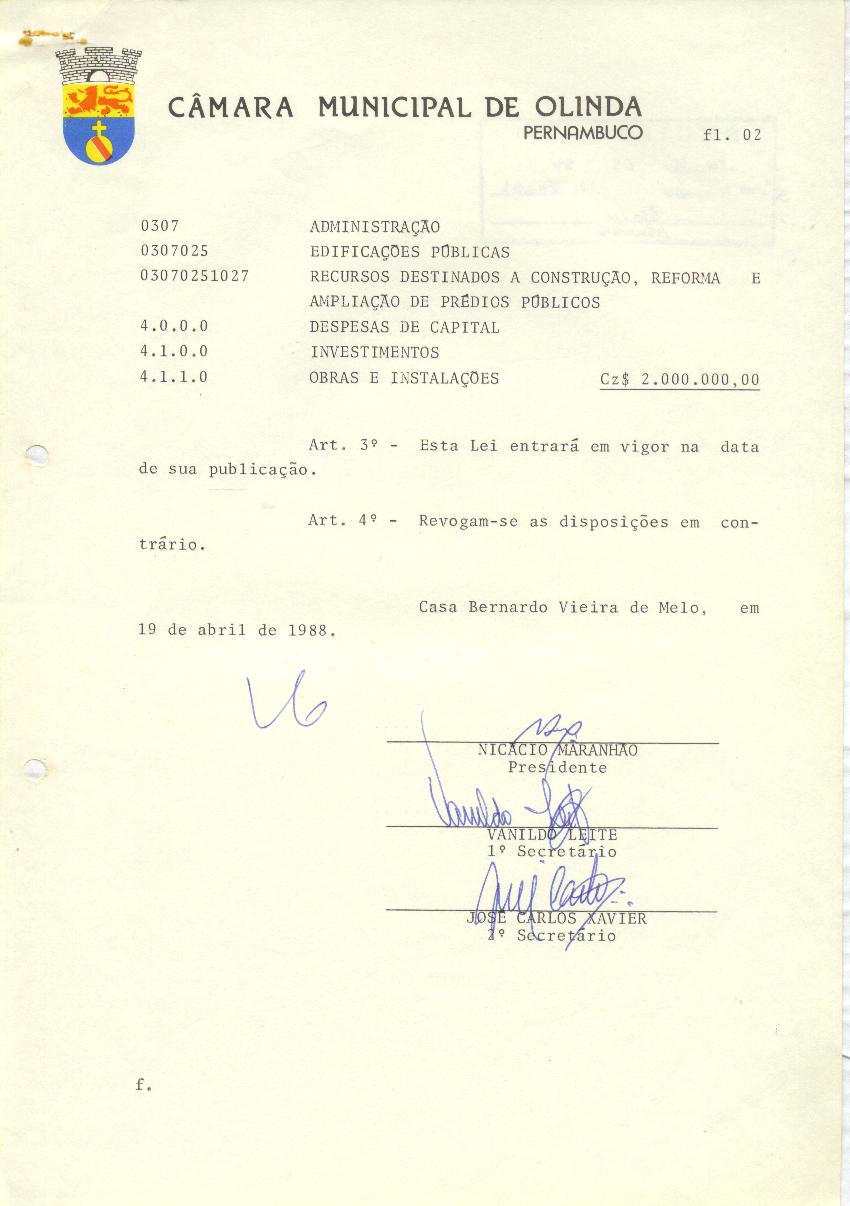 CÂMARA MUNICIPAL DE OLINDA
PERNAMBUCO
fl. 02
0307 ADMINISTRAÇÃO
0307025 EDIFICAÇÕES PÚBLICAS
03070251027 RECURSOS DESTINADOS A CONSTRUÇÃO, REFORMA E
AMPLIAÇÃO DE PRÉDIOS PÚBLICOS
4.0.0.0 DESPESAS DE CAPITAL
4.1.0.0 INVESTIMENTOS
4.1.1.0 OBRAS E INSTALAÇÕES Cz$ 2.000.000,00
Art. 3º - Esta Lei entrará em vigor na data
de sua publicação.
Art. 4º - Revogam-se as disposições em con-
trário.
Casa Bernardo Vieira de Melo, em
19 de abril de 1988.
NICÁCIO MARANHÃO
Presidente
Vanildo Leite
VANILDO LEITE
1º Secretário
JOSÉ CARLOS XAVIER
2º Secretário
f.